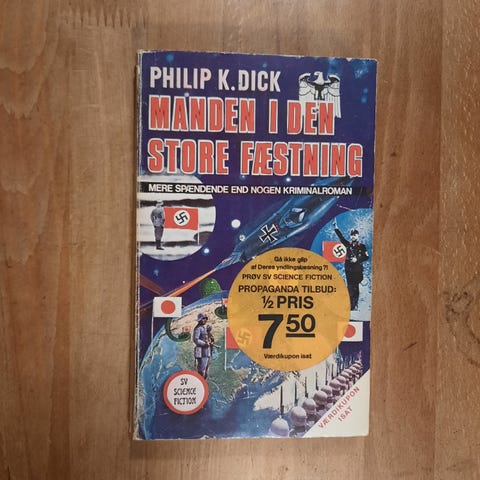 PHILIP K. DICK
MANDEN I DEN
STORE FÆSTNING
MERE SPÆNDENDE END NOGEN KRIMINALROMAN
Gå ikke glip
af Deres yndlingslæsning?!
PRØV SV SCIENCE FICTION
PROPAGANDA TILBUD:
½ PRIS
7 50
Værdikupon isat
SV
SCIENCE
FICTION
VÆRDIKUPON
ISAT